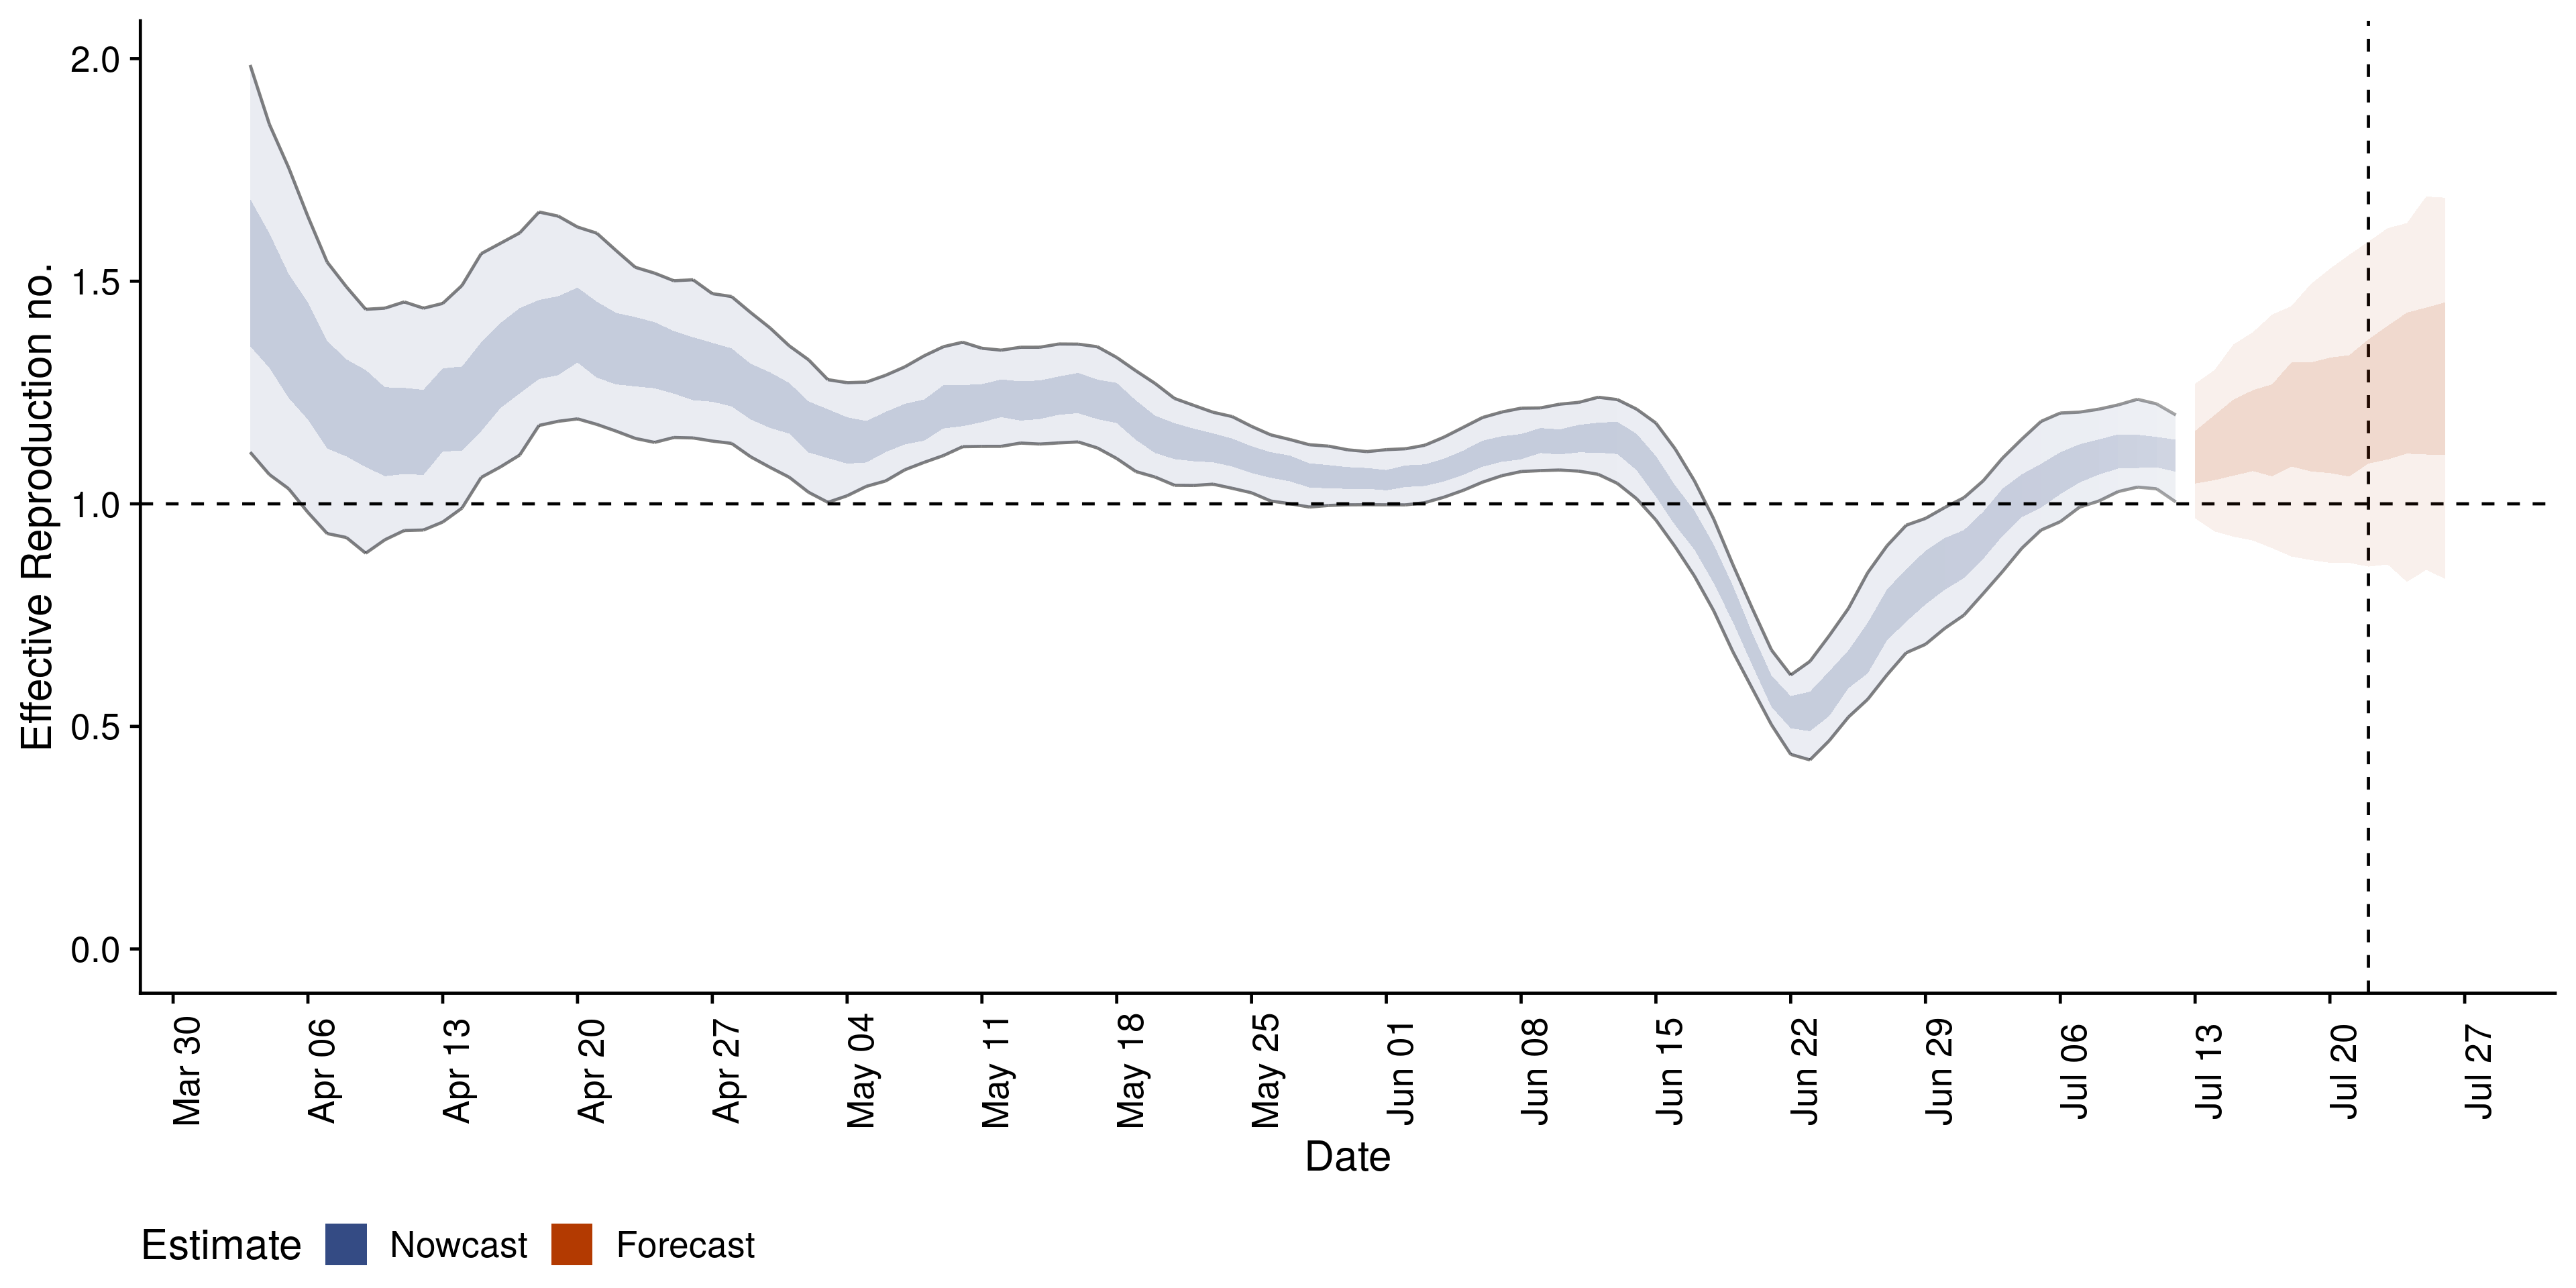 Effective Reproduction no.
2.0
1.5
1.0
0.5
0.0
Mar 30
Apr 06
Apr 13
Apr 20
Apr 27
May 04
May 11
May 18
May 25
Jun 01
Jun 08
Jun 15
Jun 22
Jun 29
Jul 06
Jul 13
Jul 20
Jul 27
Date
Estimate Nowcast Forecast